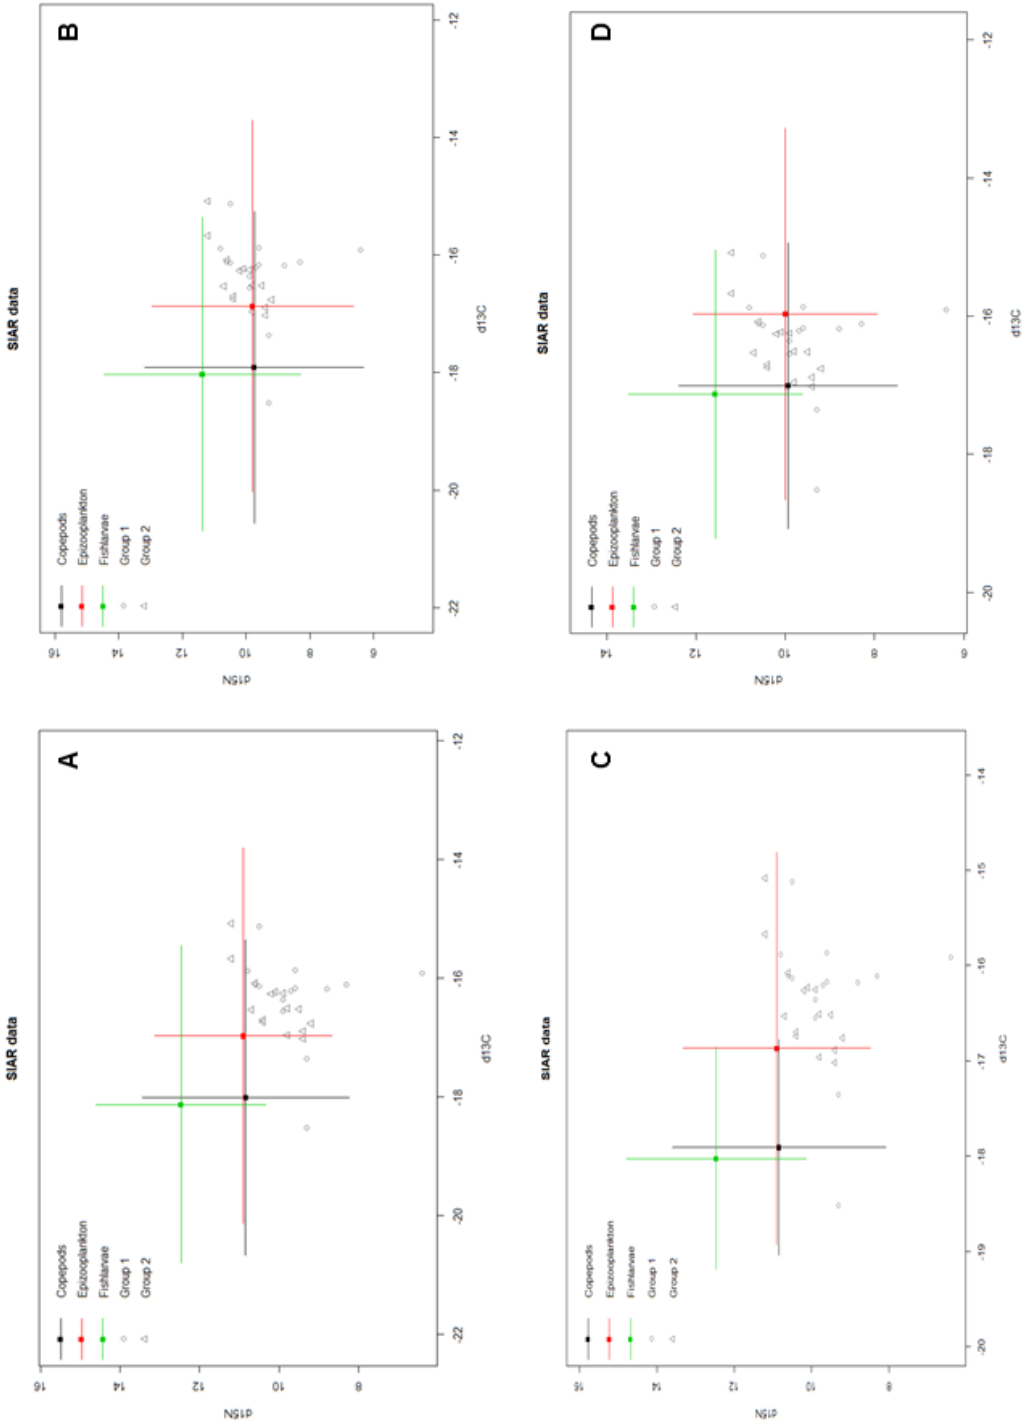 SIAR data
A
Copepods
Epizooplankton
Fishlarvae
Group 1
Group 2
16
14
12
10
8
d15N
-22
-20
-18
-16
-14
-12
d13C
SIAR data
B
Copepods
Epizooplankton
Fishlarvae
Group 1
Group 2
16
14
12
10
8
6
d15N
-22
-20
-18
-16
-14
-12
d13C
SIAR data
C
Copepods
Epizooplankton
Fishlarvae
Group 1
Group 2
16
14
12
10
8
d15N
-20
-19
-18
-17
-16
-15
-14
d13C
SIAR data
D
Copepods
Epizooplankton
Fishlarvae
Group 1
Group 2
14
12
10
8
6
d15N
-20
-18
-16
-14
-12
d13C